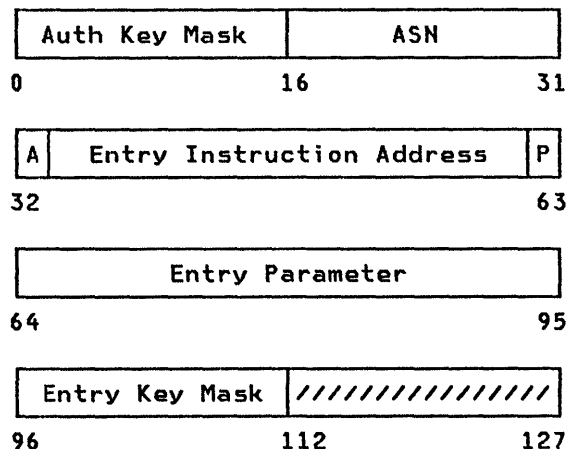 Auth Key Mask ASN
0 16 31
A Entry Instruction Address P
32 63
Entry Parameter
64 95
Entry Key Mask ////////////////
96 112 127